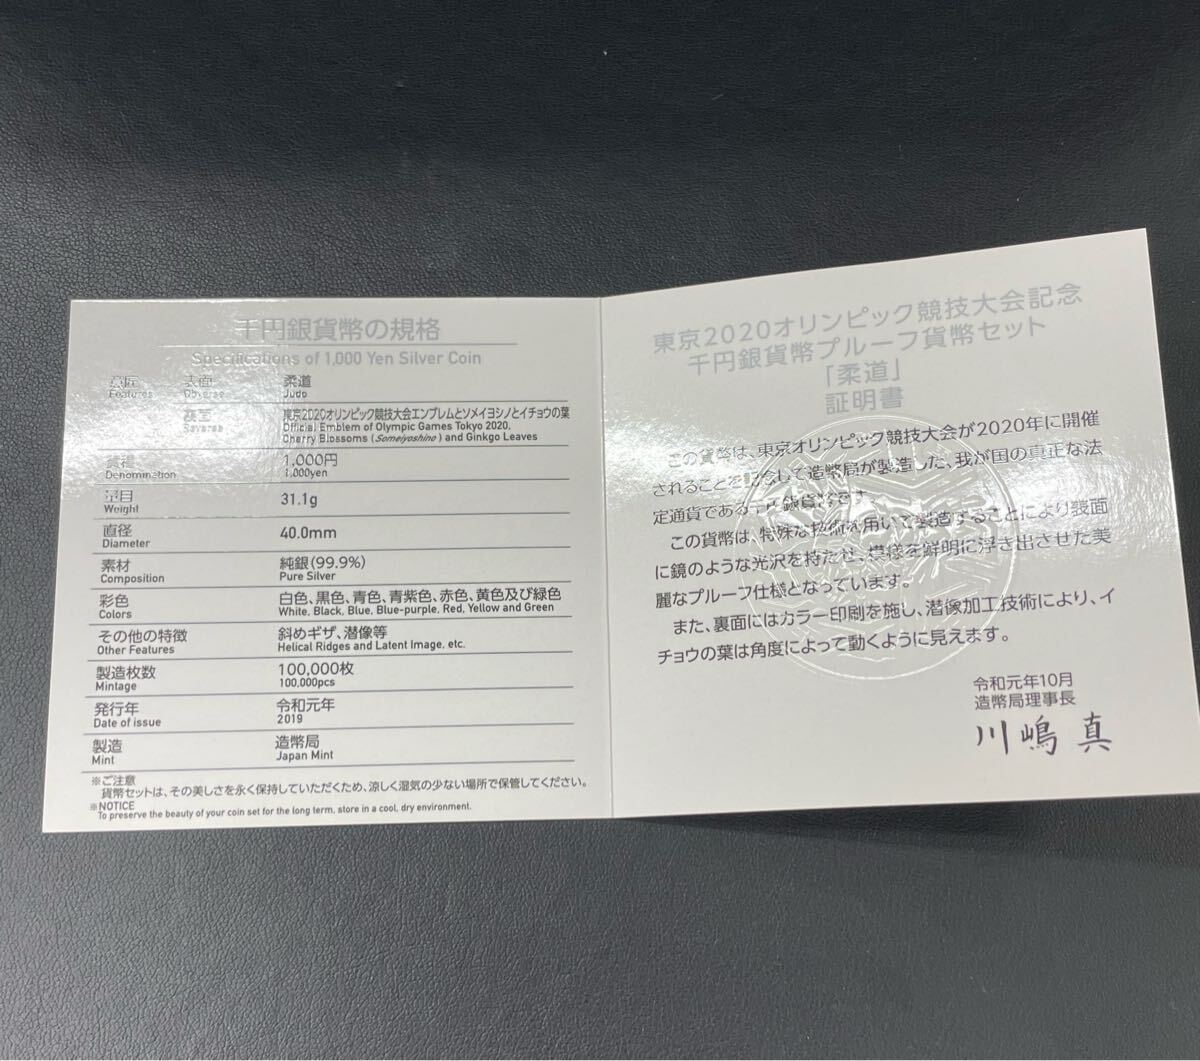 千円銀貨幣の規格
Specifications of 1,000 Yen Silver Coin
意匠 表面 柔道
Features Obverse Judo
東京2020オリンピック競技大会エンブレムとソメイヨシノとイチョウの葉
Reverse Official Emblem of Olympic Games Tokyo 2020,
Cherry Blossoms (Someiyoshino) and Ginkgo Leaves
貨種 1,000円
Denomination 1,000yen
量目 31.1g
Weight
直径 40.0mm
Diameter
素材 純銀(99.9%)
Composition Pure Silver
彩色 白色、黒色、青色、青紫色、赤色、黄色及び緑色
Colors White, Black, Blue, Blue-purple, Red, Yellow and Green
その他の特徴 斜めギザ、潜像等
Other Features Helical Ridges and Latent Image, etc.
製造枚数 100,000枚
Mintage 100,000pcs
発行年 令和元年
Date of issue 2019
製造 造幣局
Mint Japan Mint
※ご注意
貨幣セットは、その美しさを永く保持していただくため、涼しく湿気の少ない場所で保管してください。
※NOTICE
To preserve the beauty of your coin set for the long term, store in a cool, dry environment.
東京2020オリンピック競技大会記念
千円銀貨幣プルーフ貨幣セット
「柔道」
証明書
この貨幣は、東京オリンピック競技大会が2020年に開催
されることを記念して造幣局が製造した、我が国の真正な法
定通貨である千円銀貨幣です。
この貨幣は、特殊な技術を用いて製造することにより表面
に鏡のような光沢を持たせ、模様を鮮明に浮き出させた美
麗なプルーフ仕様となっています。
また、裏面にはカラー印刷を施し、潜像加工技術により、イ
チョウの葉は角度によって動くように見えます。
令和元年10月
造幣局理事長
川嶋 真